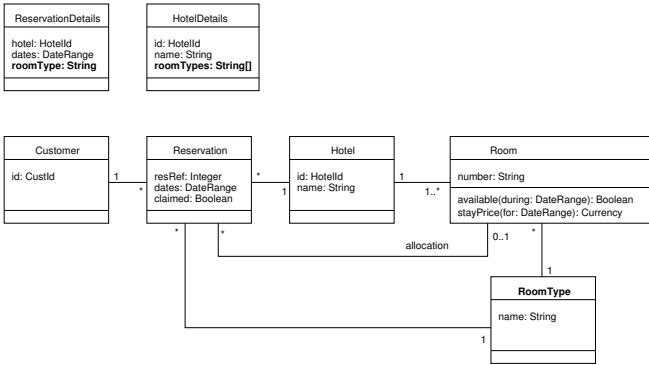 ReservationDetails
hotel: HotelId
dates: DateRange
roomType: String
HotelDetails
id: HotelId
name: String
roomTypes: String[]
Customer
id: CustId
1
*
Reservation
resRef: Integer
dates: DateRange
claimed: Boolean
*
1
Hotel
id: HotelId
name: String
1
1..*
Room
number: String
available(during: DateRange): Boolean
stayPrice(for: DateRange): Currency
*
*
allocation
0..1
*
1
RoomType
name: String
1